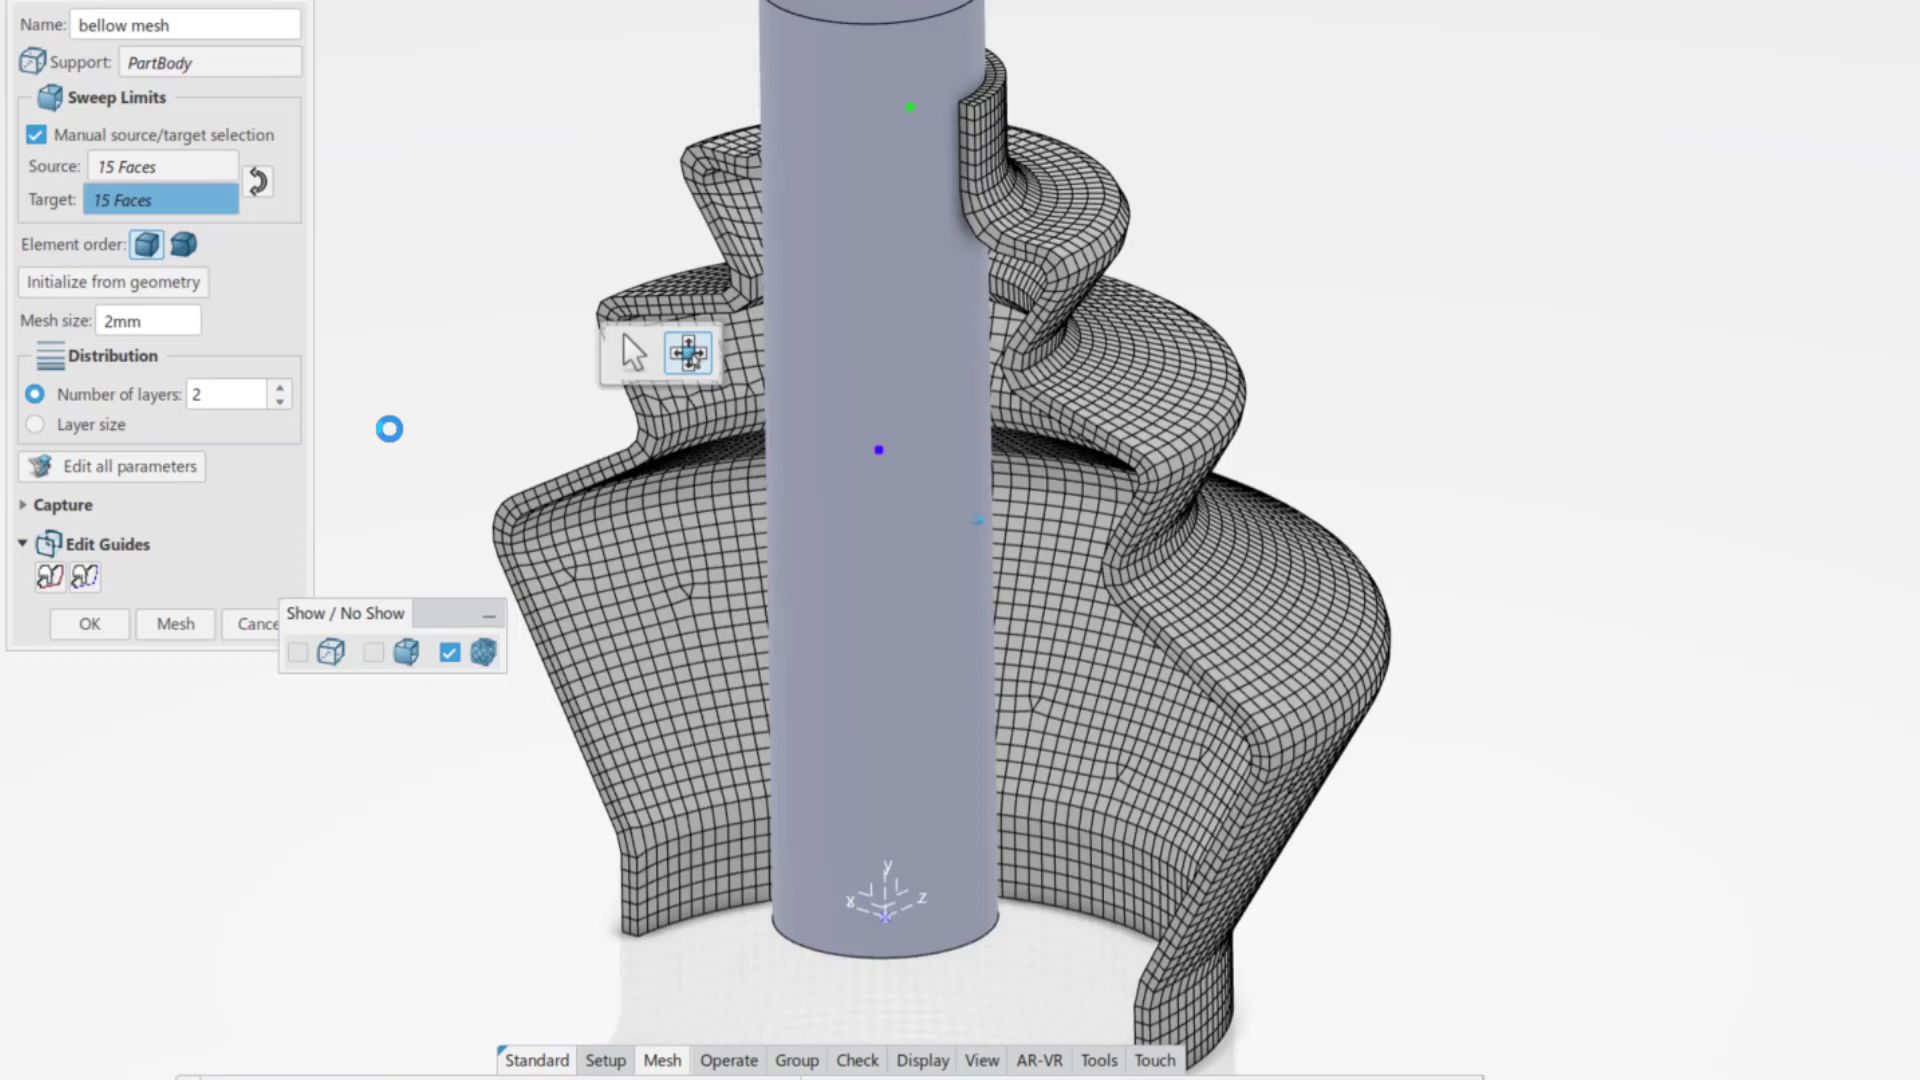 Name: bellow mesh
Support: PartBody
Sweep Limits
Manual source/target selection
Source: 15 Faces
Target: 15 Faces
Element order:
Initialize from geometry
Mesh size: 2mm
Distribution
Number of layers: 2
Layer size
Edit all parameters
Capture
Edit Guides
OK Mesh Cance
Show / No Show
y
x z
Standard Setup Mesh Operate Group Check Display View AR-VR Tools Touch